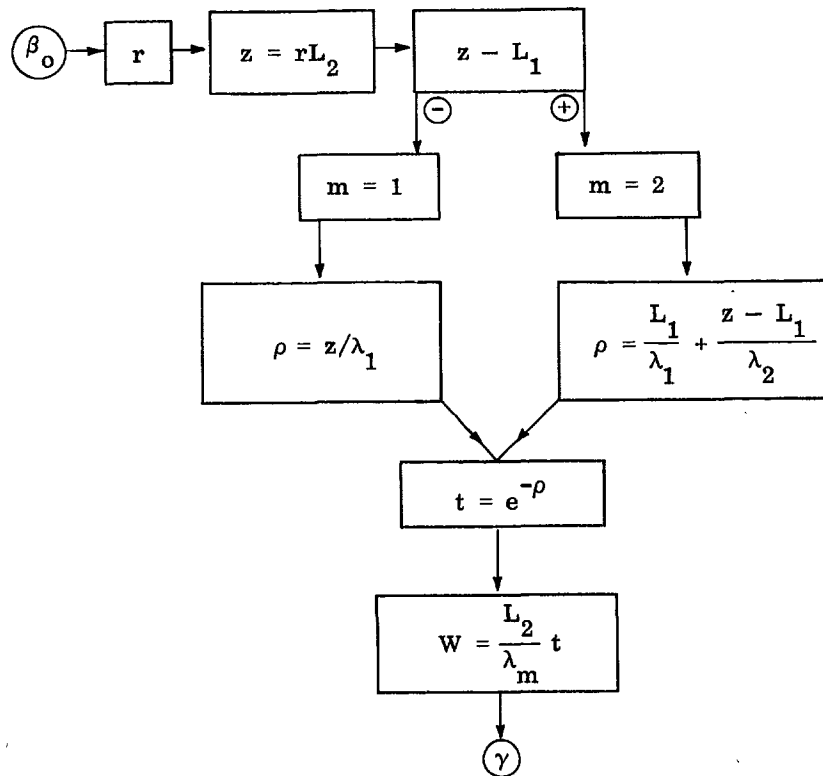 β₀ r z = rL₂ z − L₁
− +
m = 1 m = 2
ρ = z/λ₁ ρ = L₁/λ₁ + (z − L₁)/λ₂
t = e^{−ρ}
W = L₂/λₘ t
γ